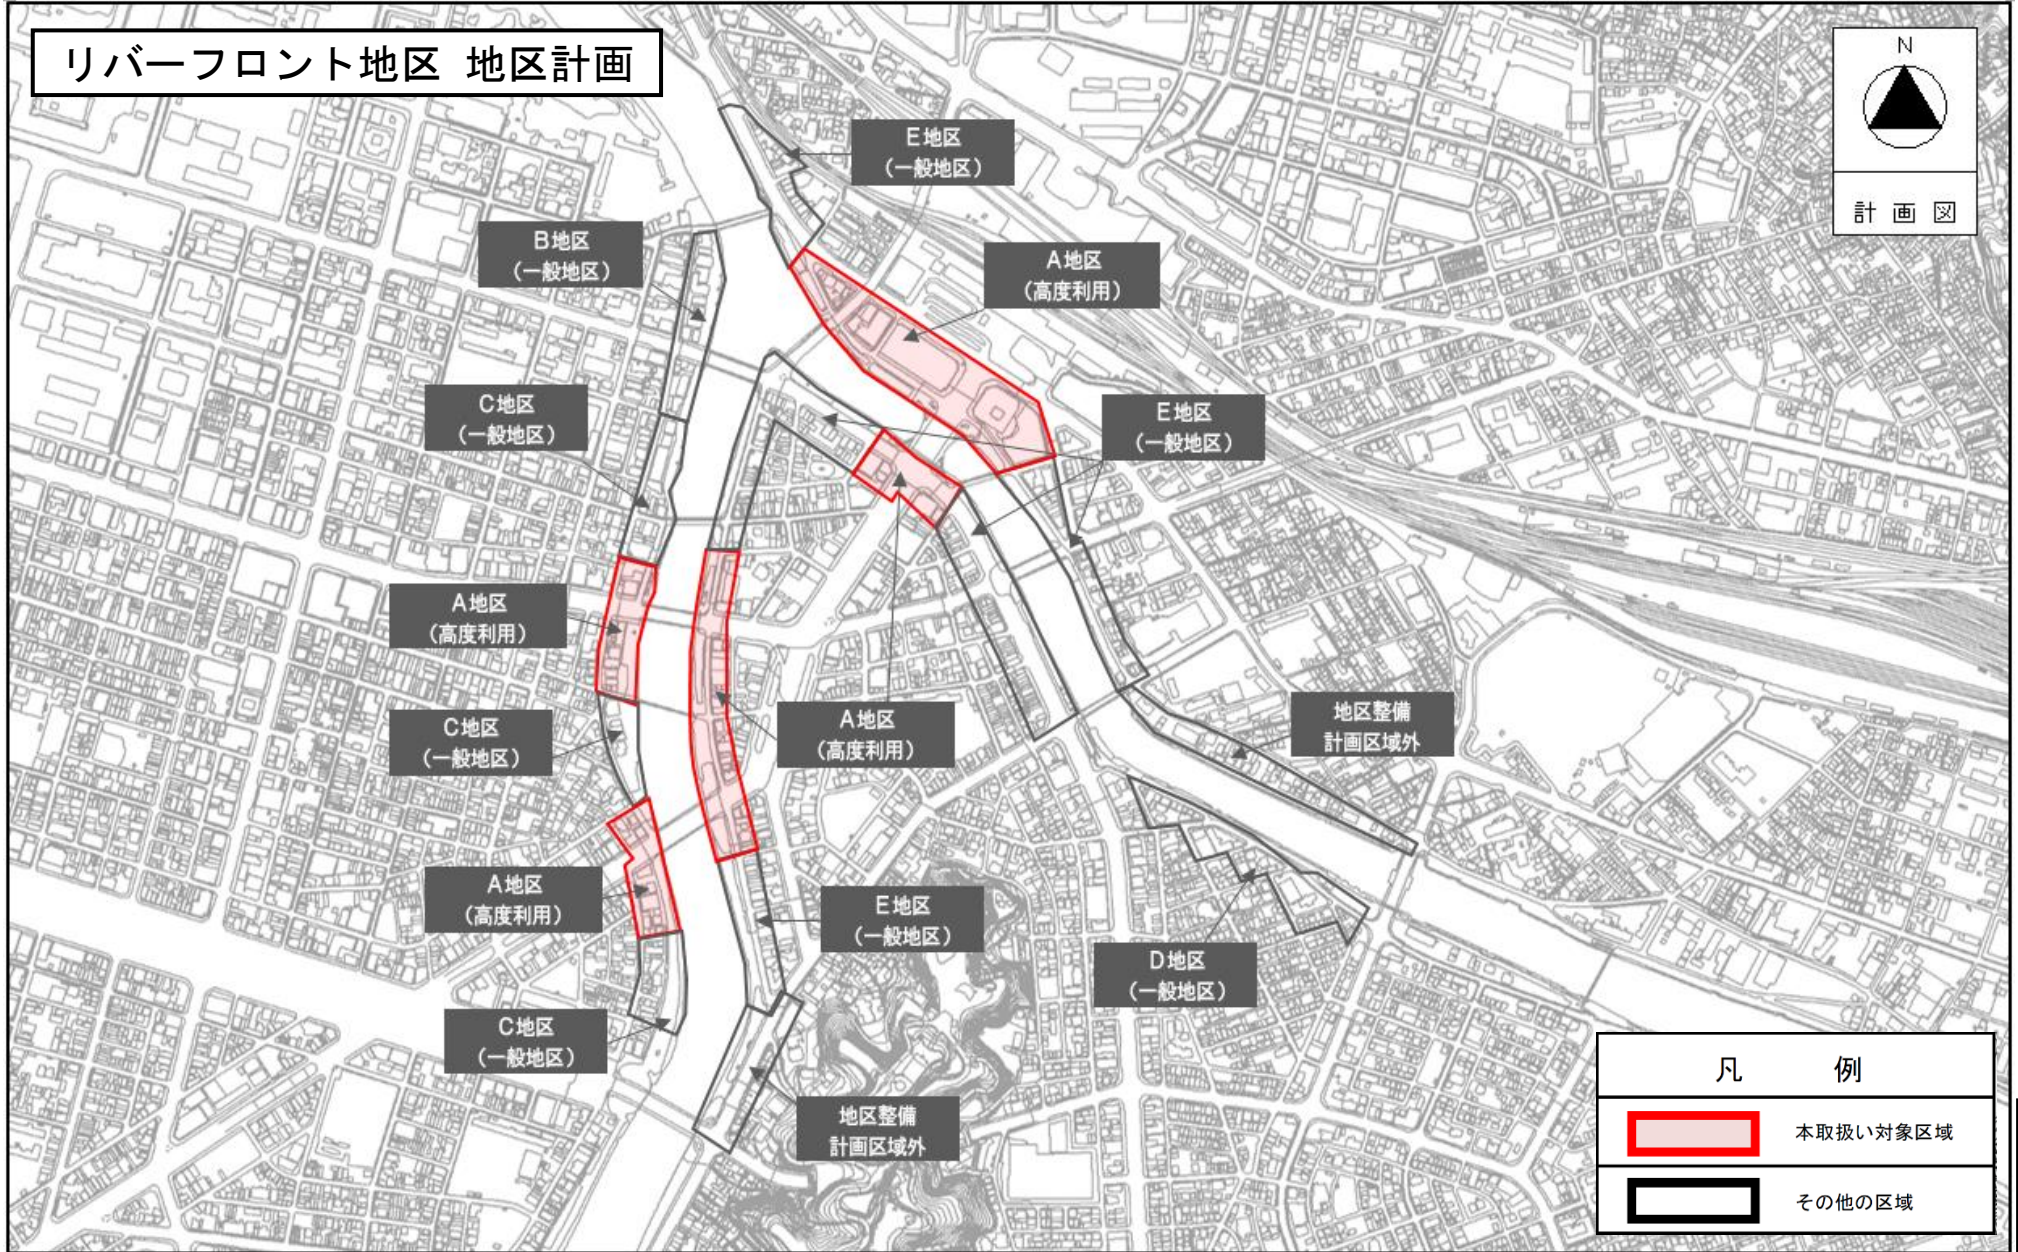 リバーフロント地区 地区計画
N
計画図
E地区
(一般地区)
B地区
(一般地区)
A地区
(高度利用)
C地区
(一般地区)
E地区
(一般地区)
A地区
(高度利用)
C地区
(一般地区)
A地区
(高度利用)
地区整備
計画区域外
A地区
(高度利用)
E地区
(一般地区)
D地区
(一般地区)
C地区
(一般地区)
地区整備
計画区域外
凡 例
本取扱い対象区域
その他の区域